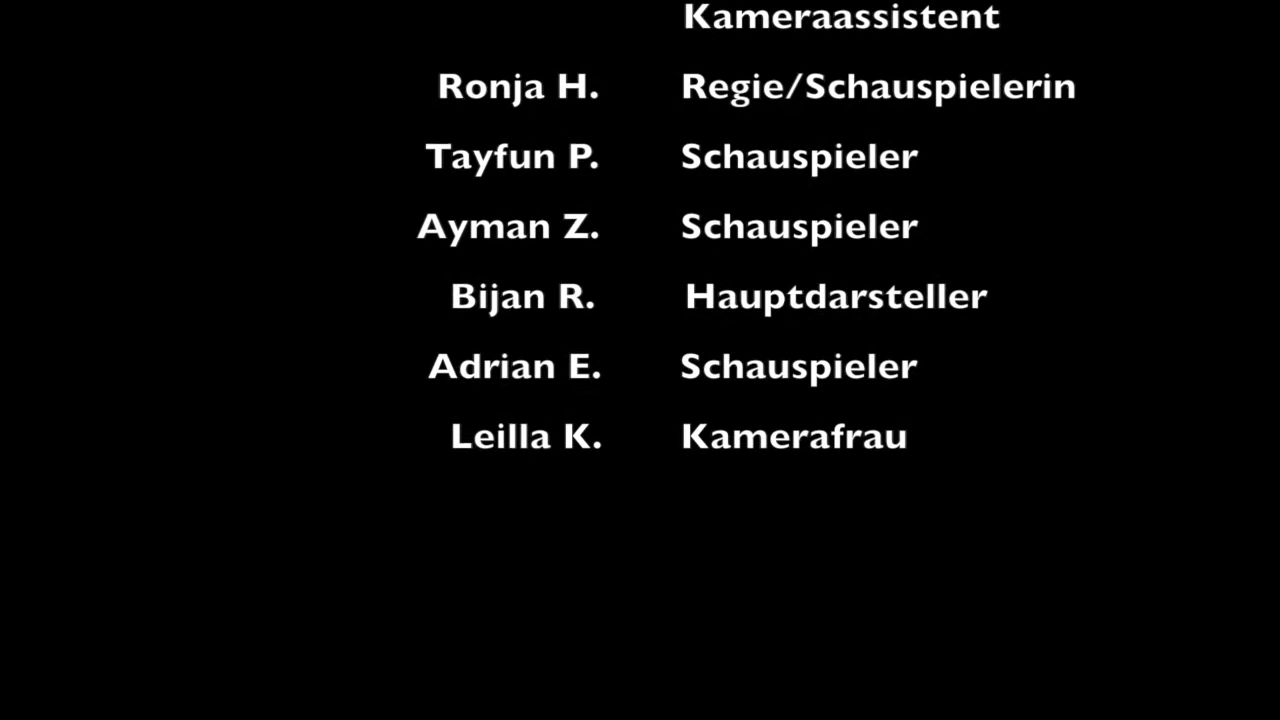 Kameraassistent
Ronja H. Regie/Schauspielerin
Tayfun P. Schauspieler
Ayman Z. Schauspieler
Bijan R. Hauptdarsteller
Adrian E. Schauspieler
Leilla K. Kamerafrau